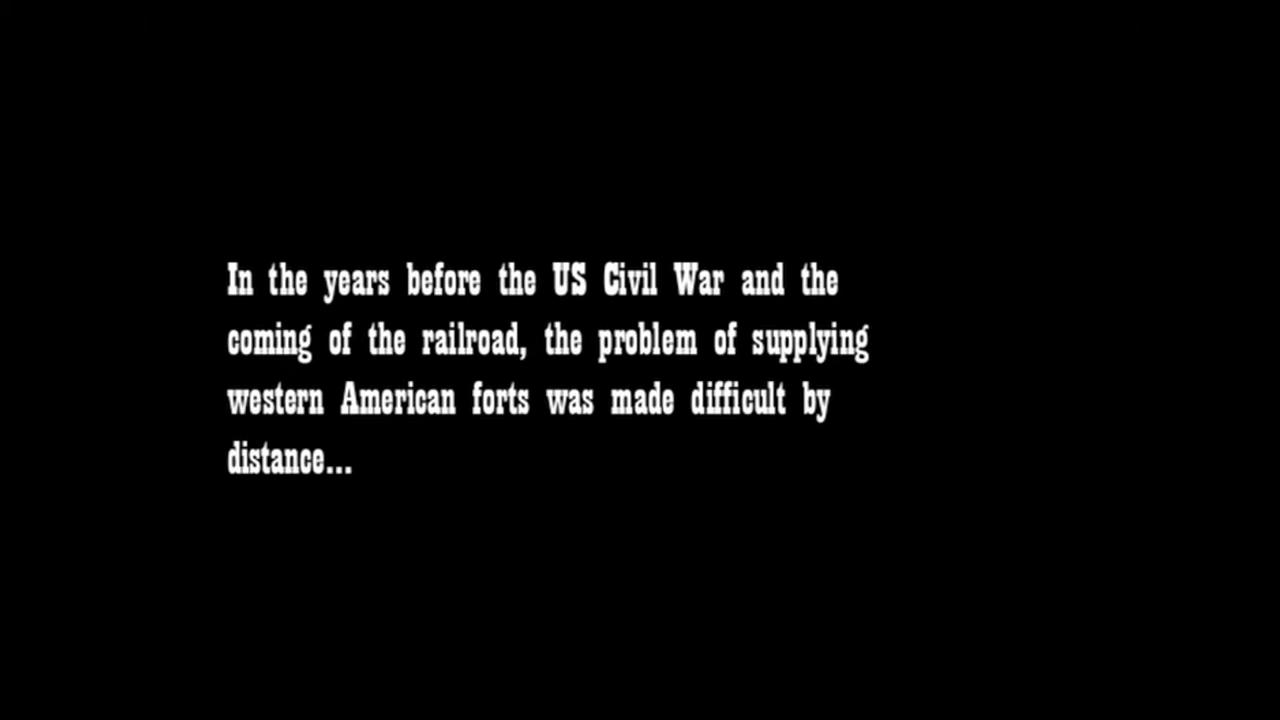 In the years before the US Civil War and the
coming of the railroad, the problem of supplying
western American forts was made difficult by
distance...